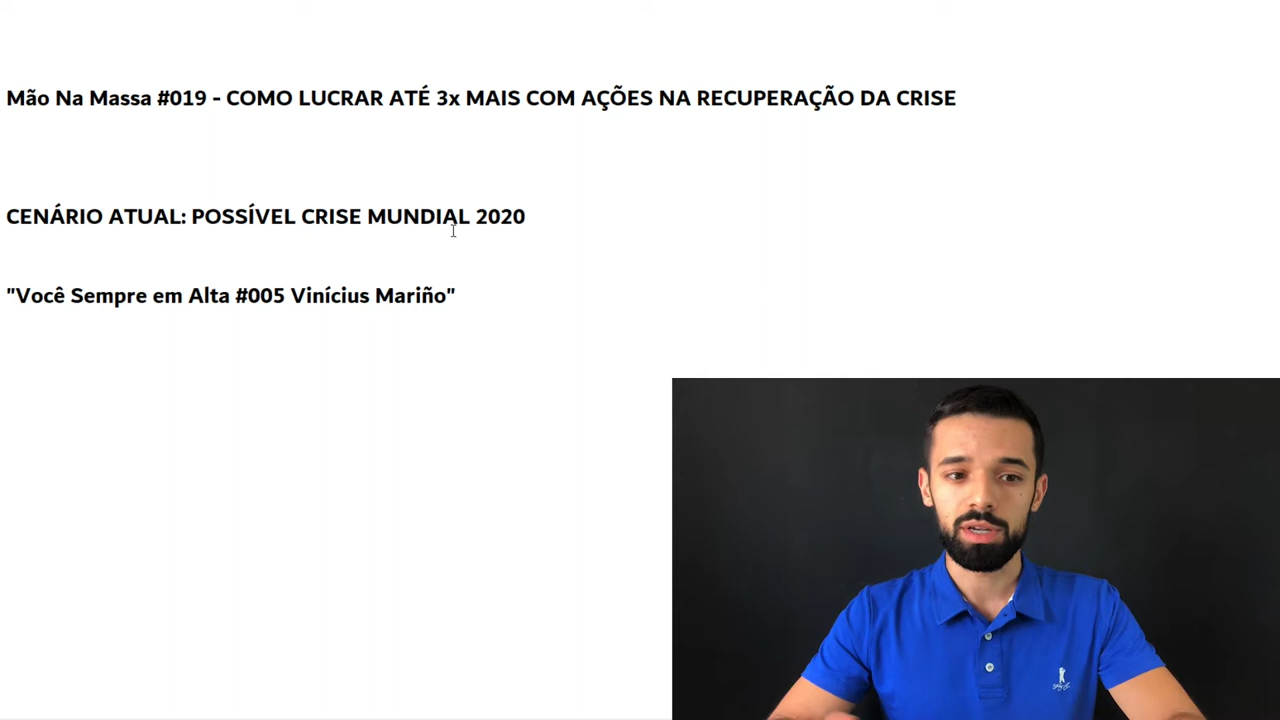 Mão Na Massa #019 - COMO LUCRAR ATÉ 3x MAIS COM AÇÕES NA RECUPERAÇÃO DA CRISE
CENÁRIO ATUAL: POSSÍVEL CRISE MUNDIAL 2020
"Você Sempre em Alta #005 Vinícius Mariño"